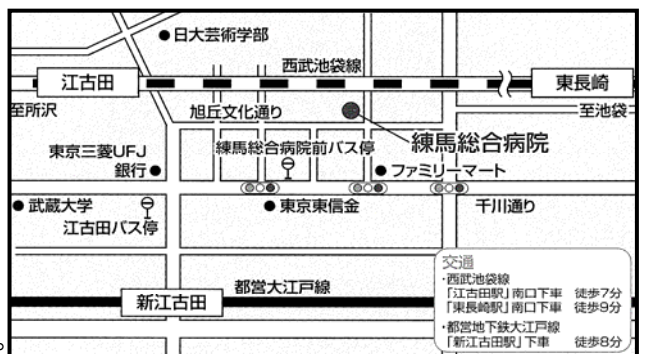 日大芸術学部
西武池袋線
江古田
東長崎
至所沢
旭丘文化通り
至池袋
練馬総合病院
東京三菱UFJ
銀行
練馬総合病院前バス停
ファミリーマート
武蔵大学
江古田バス停
東京東信金
千川通り
都営大江戸線
新江古田
交通
・西武池袋線
「江古田駅」南口下車 徒歩7分
「東長崎駅」南口下車 徒歩9分
・都営地下鉄大江戸線
「新江古田駅」下車 徒歩8分
。